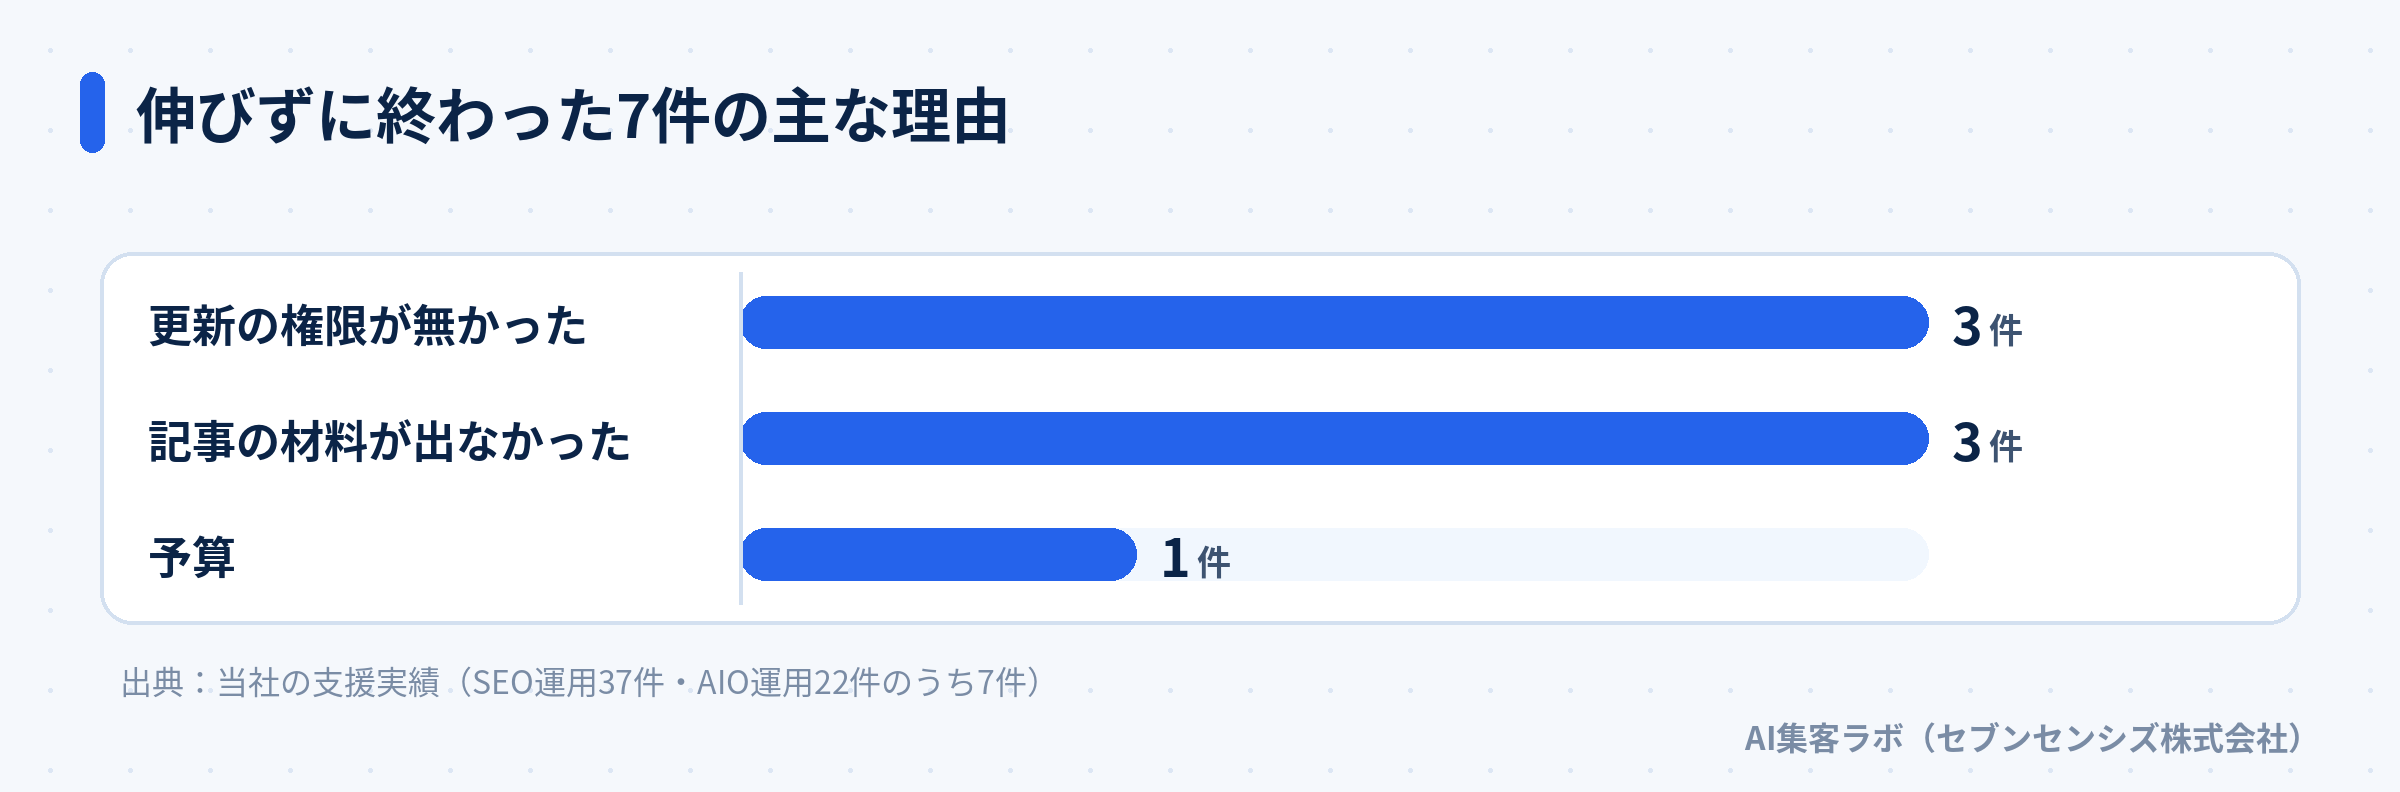 伸びずに終わった7件の主な理由
更新の権限が無かった 3件
記事の材料が出なかった 3件
予算 1件
出典：当社の支援実績（SEO運用37件・AIO運用22件のうち7件）
AI集客ラボ（セブンセンシズ株式会社）